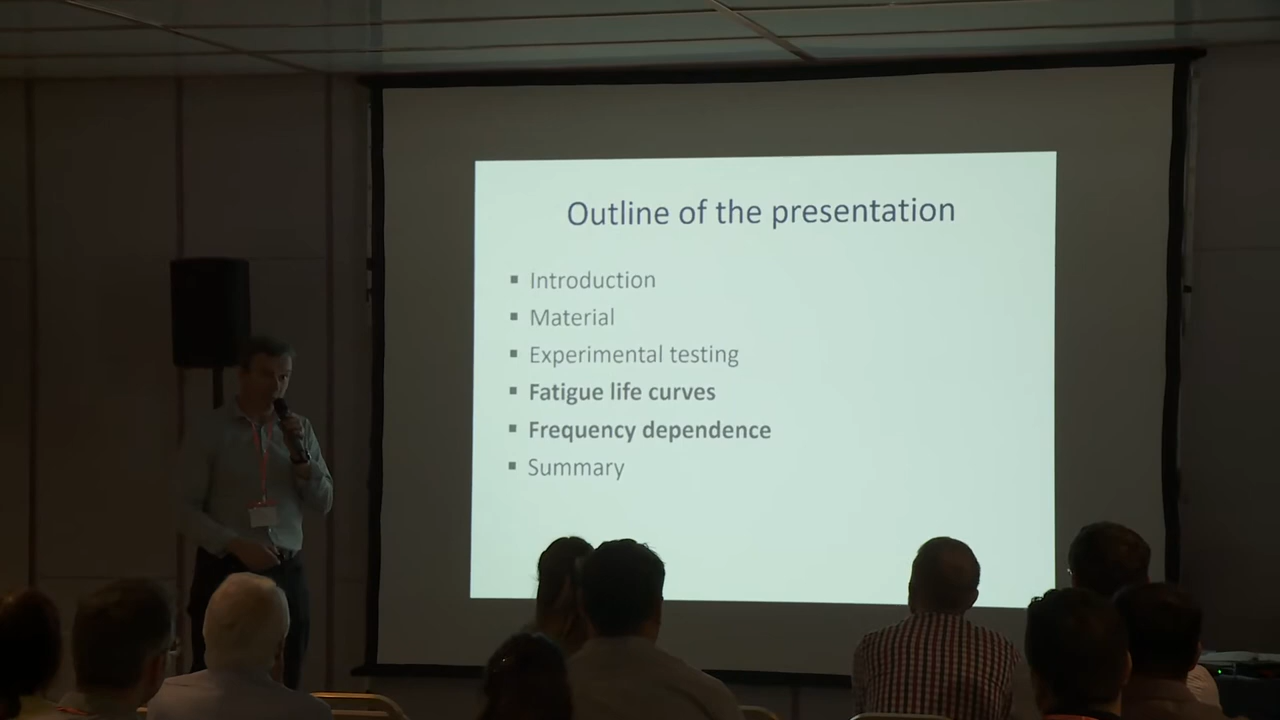 Outline of the presentation
▪ Introduction
▪ Material
▪ Experimental testing
▪ Fatigue life curves
▪ Frequency dependence
▪ Summary